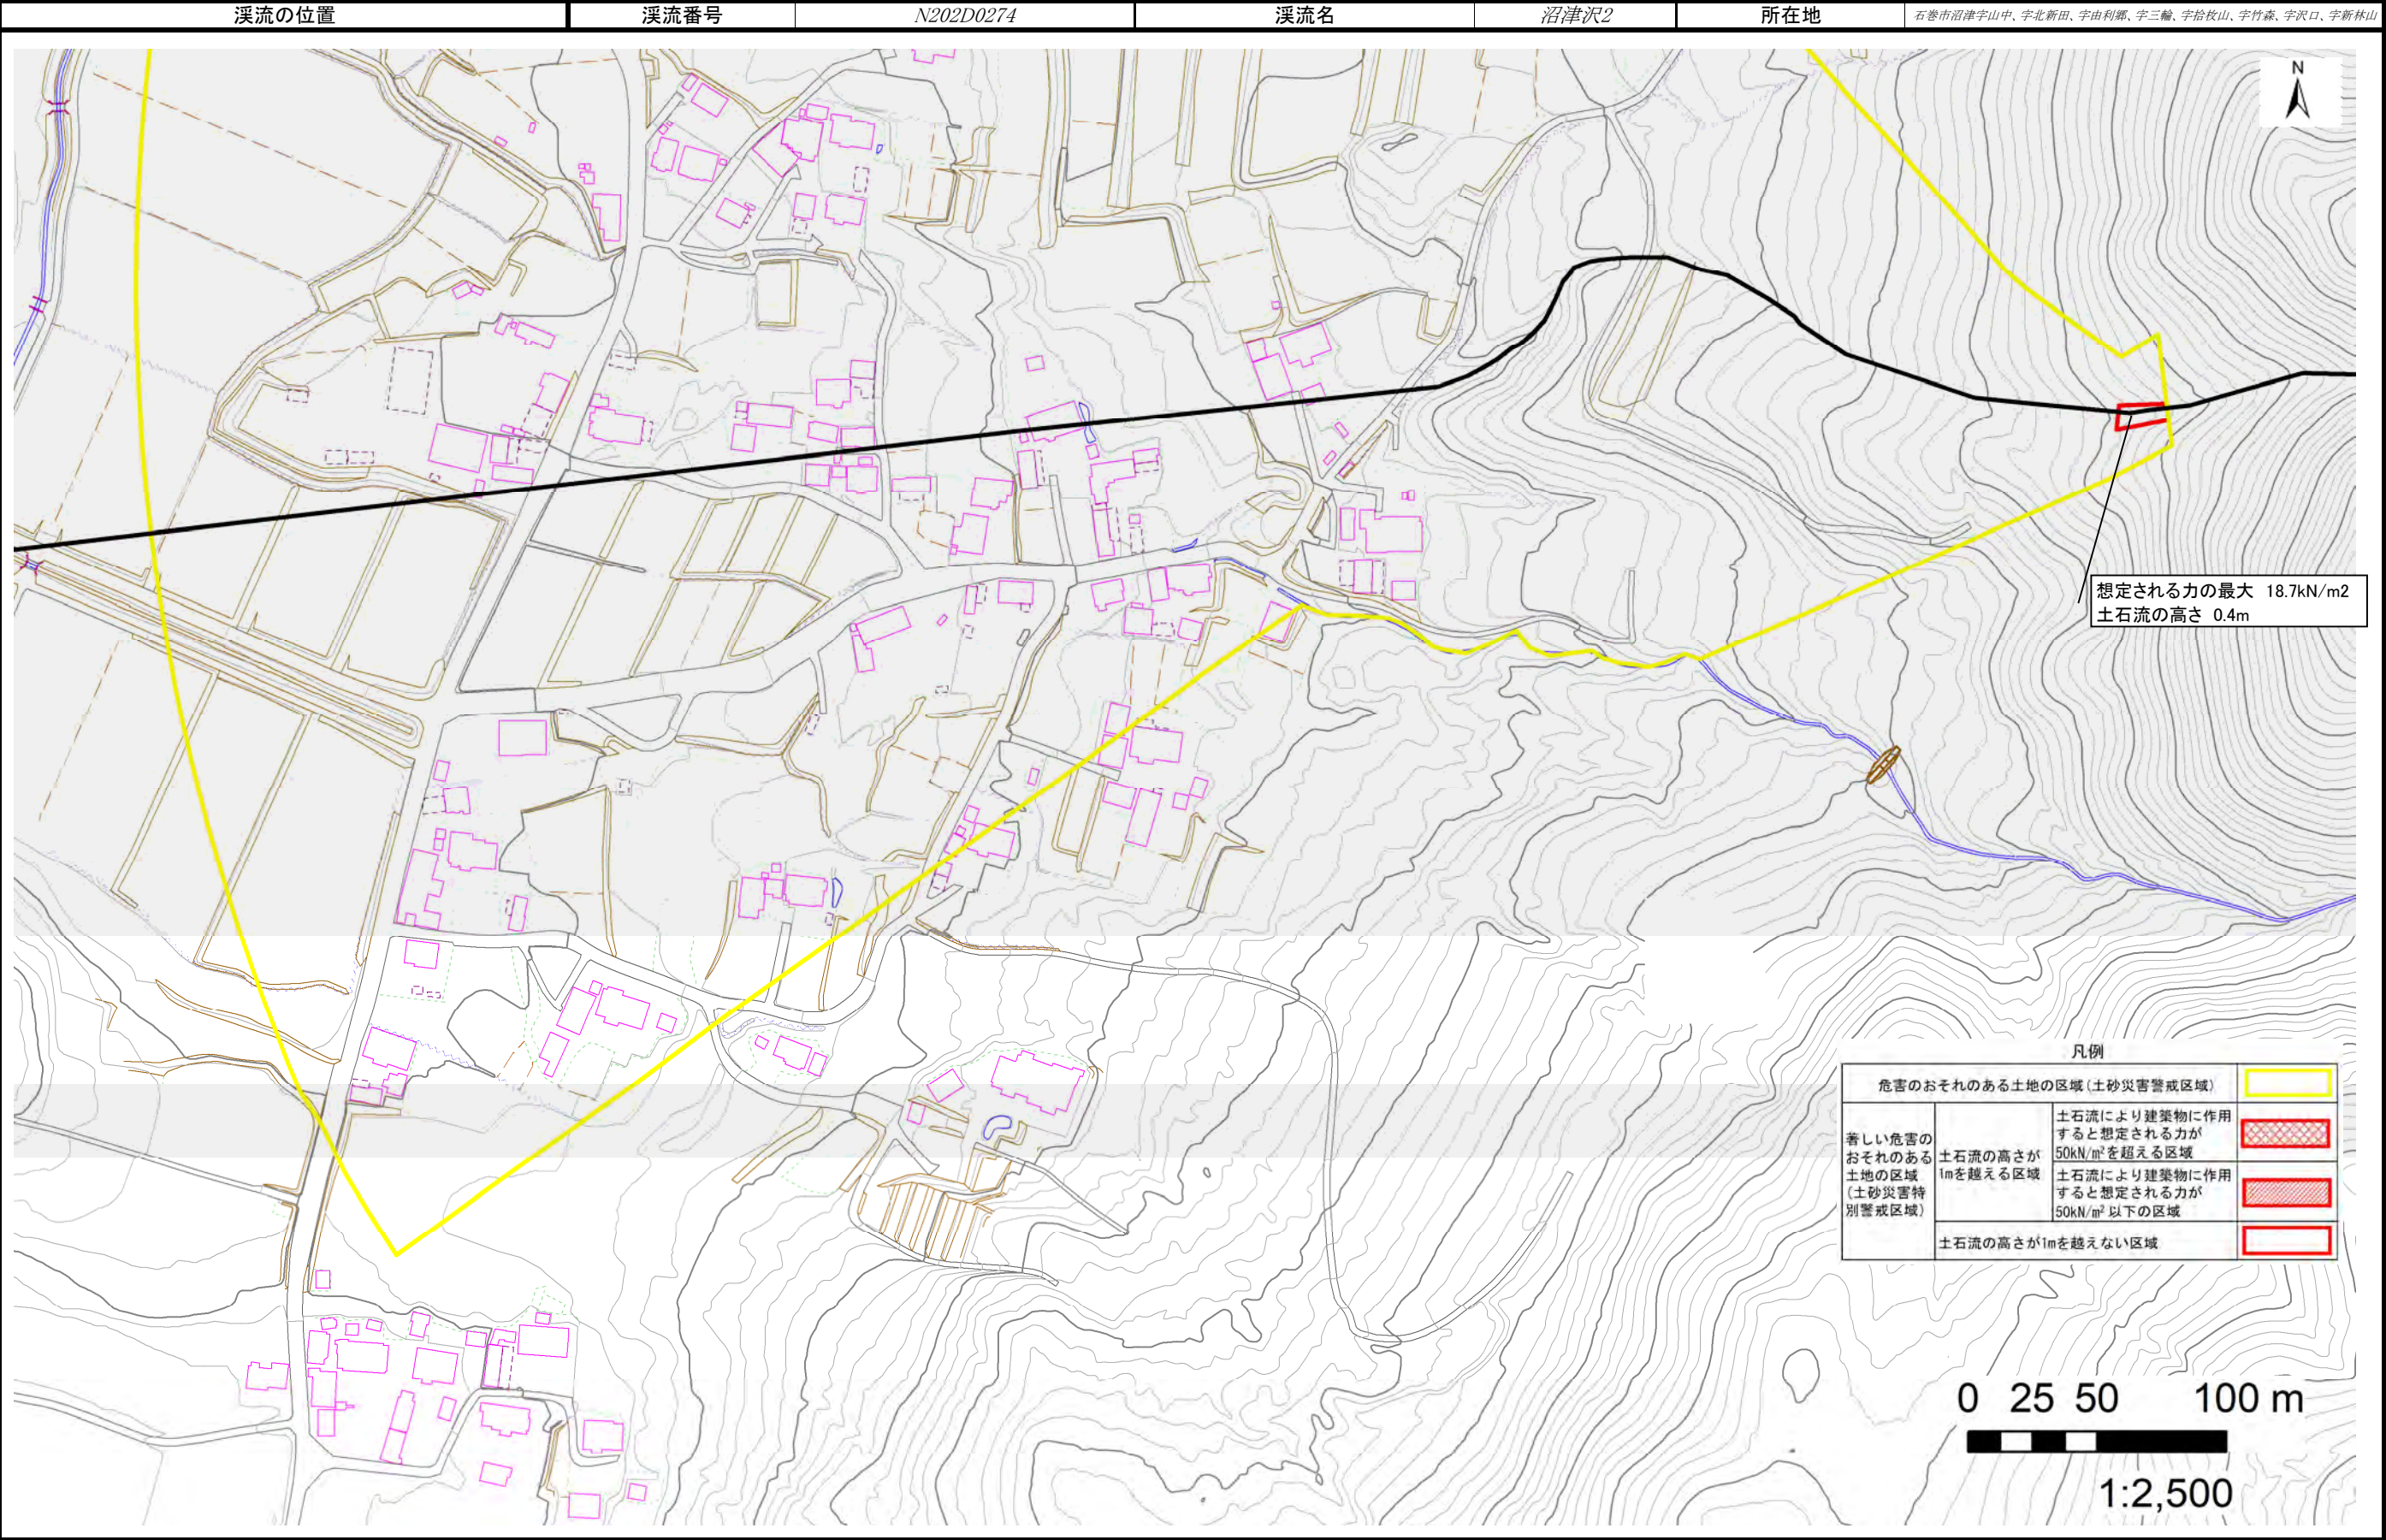 渓流の位置 渓流番号 N202D0274 渓流名 沼津沢2 所在地 石巻市沼津字山中、字北新田、字由利郷、字三輪、字拾枚山、字竹森、字沢口、字新林山
N
想定される力の最大 18.7kN/m2
土石流の高さ 0.4m
凡例
危害のおそれのある土地の区域(土砂災害警戒区域)
著しい危害の
おそれのある
土地の区域
(土砂災害特
別警戒区域)
土石流の高さが
1mを越える区域
土石流により建築物に作用
すると想定される力が
50kN/m²を超える区域
土石流により建築物に作用
すると想定される力が
50kN/m²以下の区域
土石流の高さが1mを越えない区域
0 25 50 100 m
1:2,500